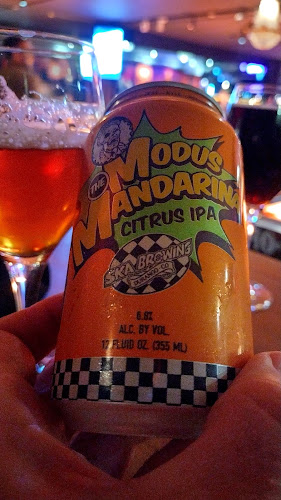 THE MODUS
MANDARINA
CITRUS IPA
SKA BREWING
6.8%
ALC. BY VOL.
12 FLUID OZ. (355 ML)